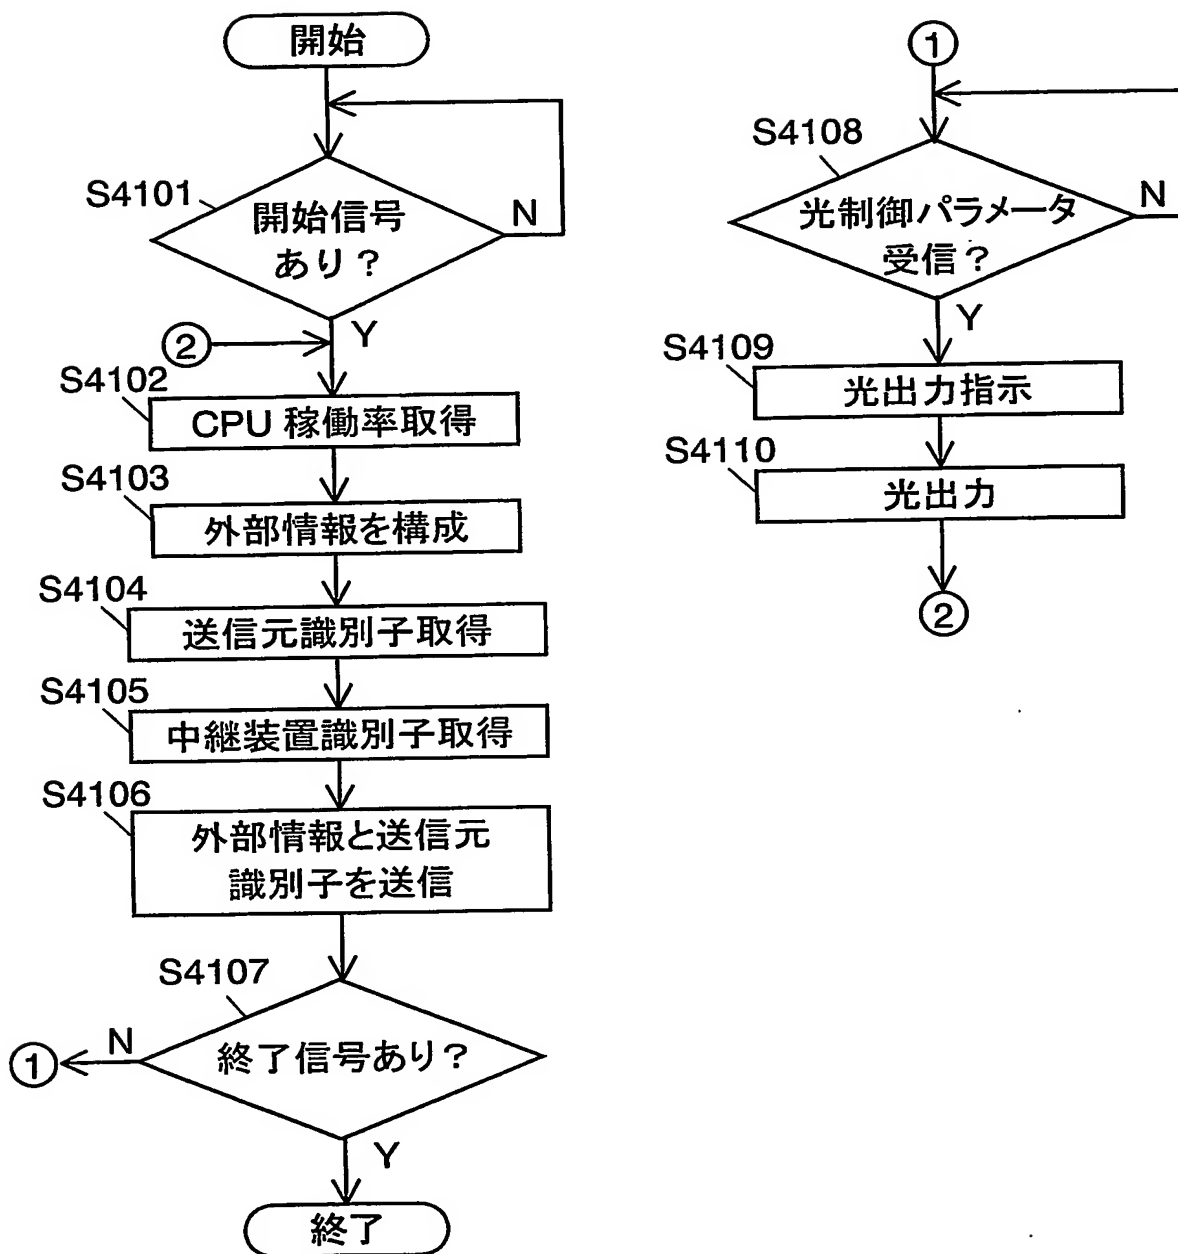 開始
S4101
開始信号
あり？
N
Y
②
S4102
CPU 稼働率取得
S4103
外部情報を構成
S4104
送信元識別子取得
S4105
中継装置識別子取得
S4106
外部情報と送信元
識別子を送信
S4107
終了信号あり？
N
①
Y
終了
①
S4108
光制御パラメータ
受信？
N
Y
S4109
光出力指示
S4110
光出力
②